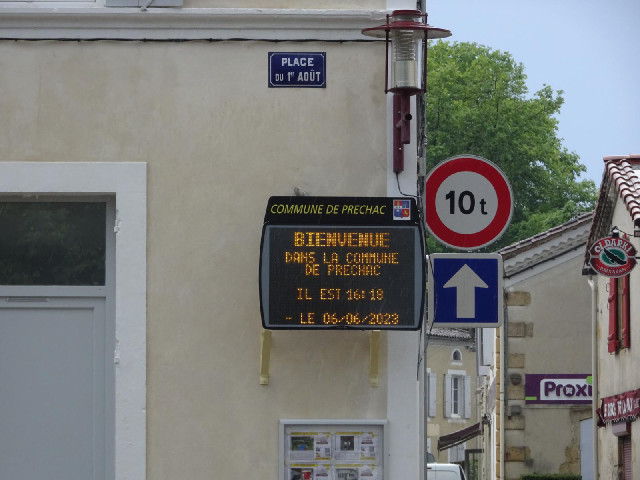 PLACE
DU 1er AOÛT
COMMUNE DE PRECHAC
BIENVENUE
DANS LA COMMUNE
DE PRECHAC
IL EST 16:18
- LE 06/06/2023
10t
Proxi